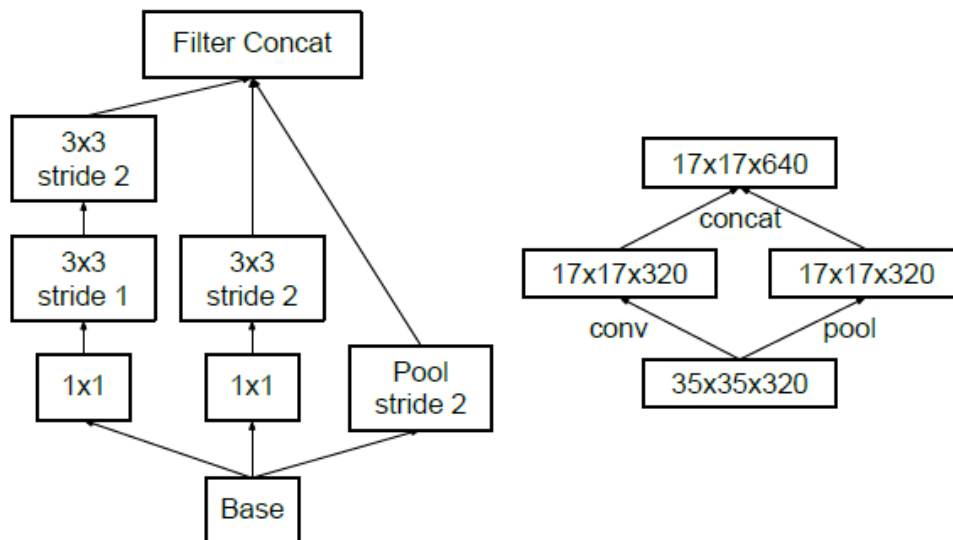 Filter Concat
3x3
stride 2
3x3
stride 1
3x3
stride 2
1x1
1x1
Pool
stride 2
Base
17x17x640
concat
17x17x320
17x17x320
conv
pool
35x35x320